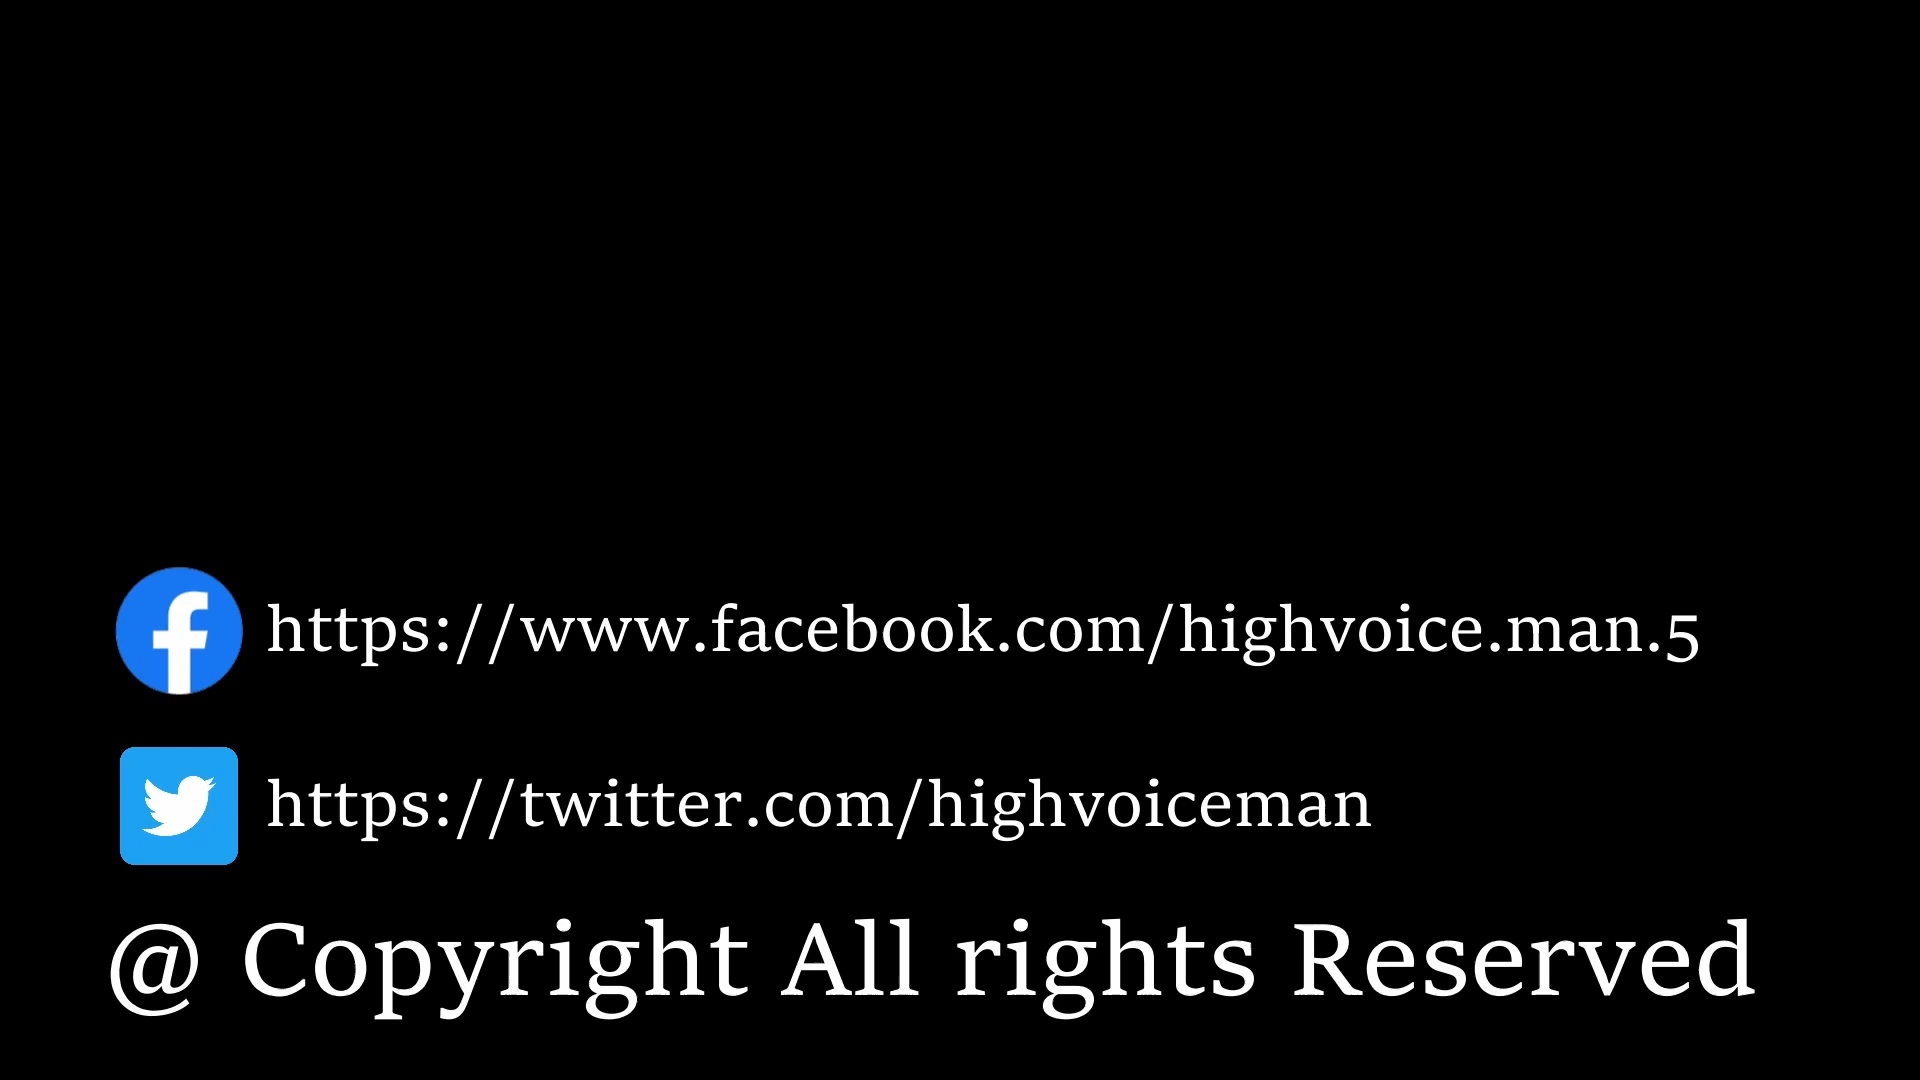 https://www.facebook.com/highvoice.man.5
https://twitter.com/highvoiceman
@ Copyright All rights Reserved